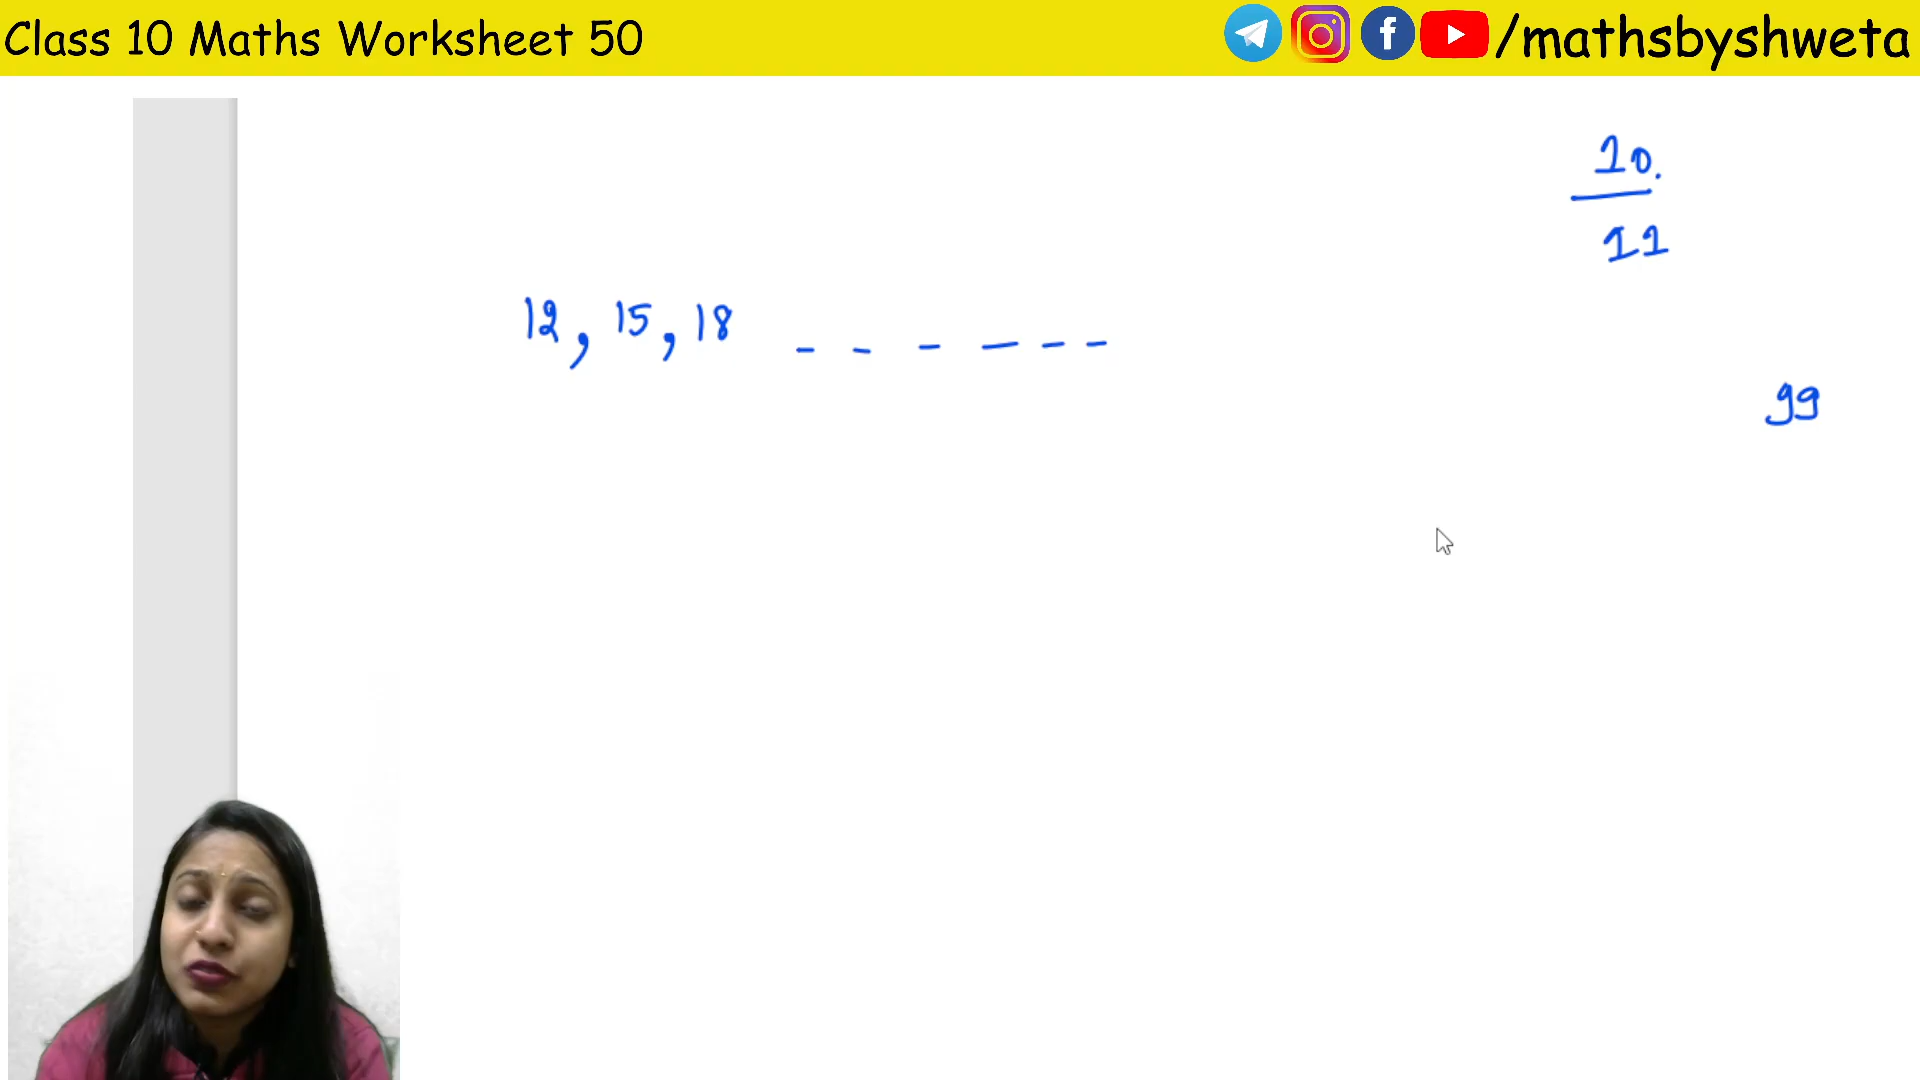 Class 10 Maths Worksheet 50
/mathsbyshweta
10.
11
12, 15, 18 - - - - - -
99